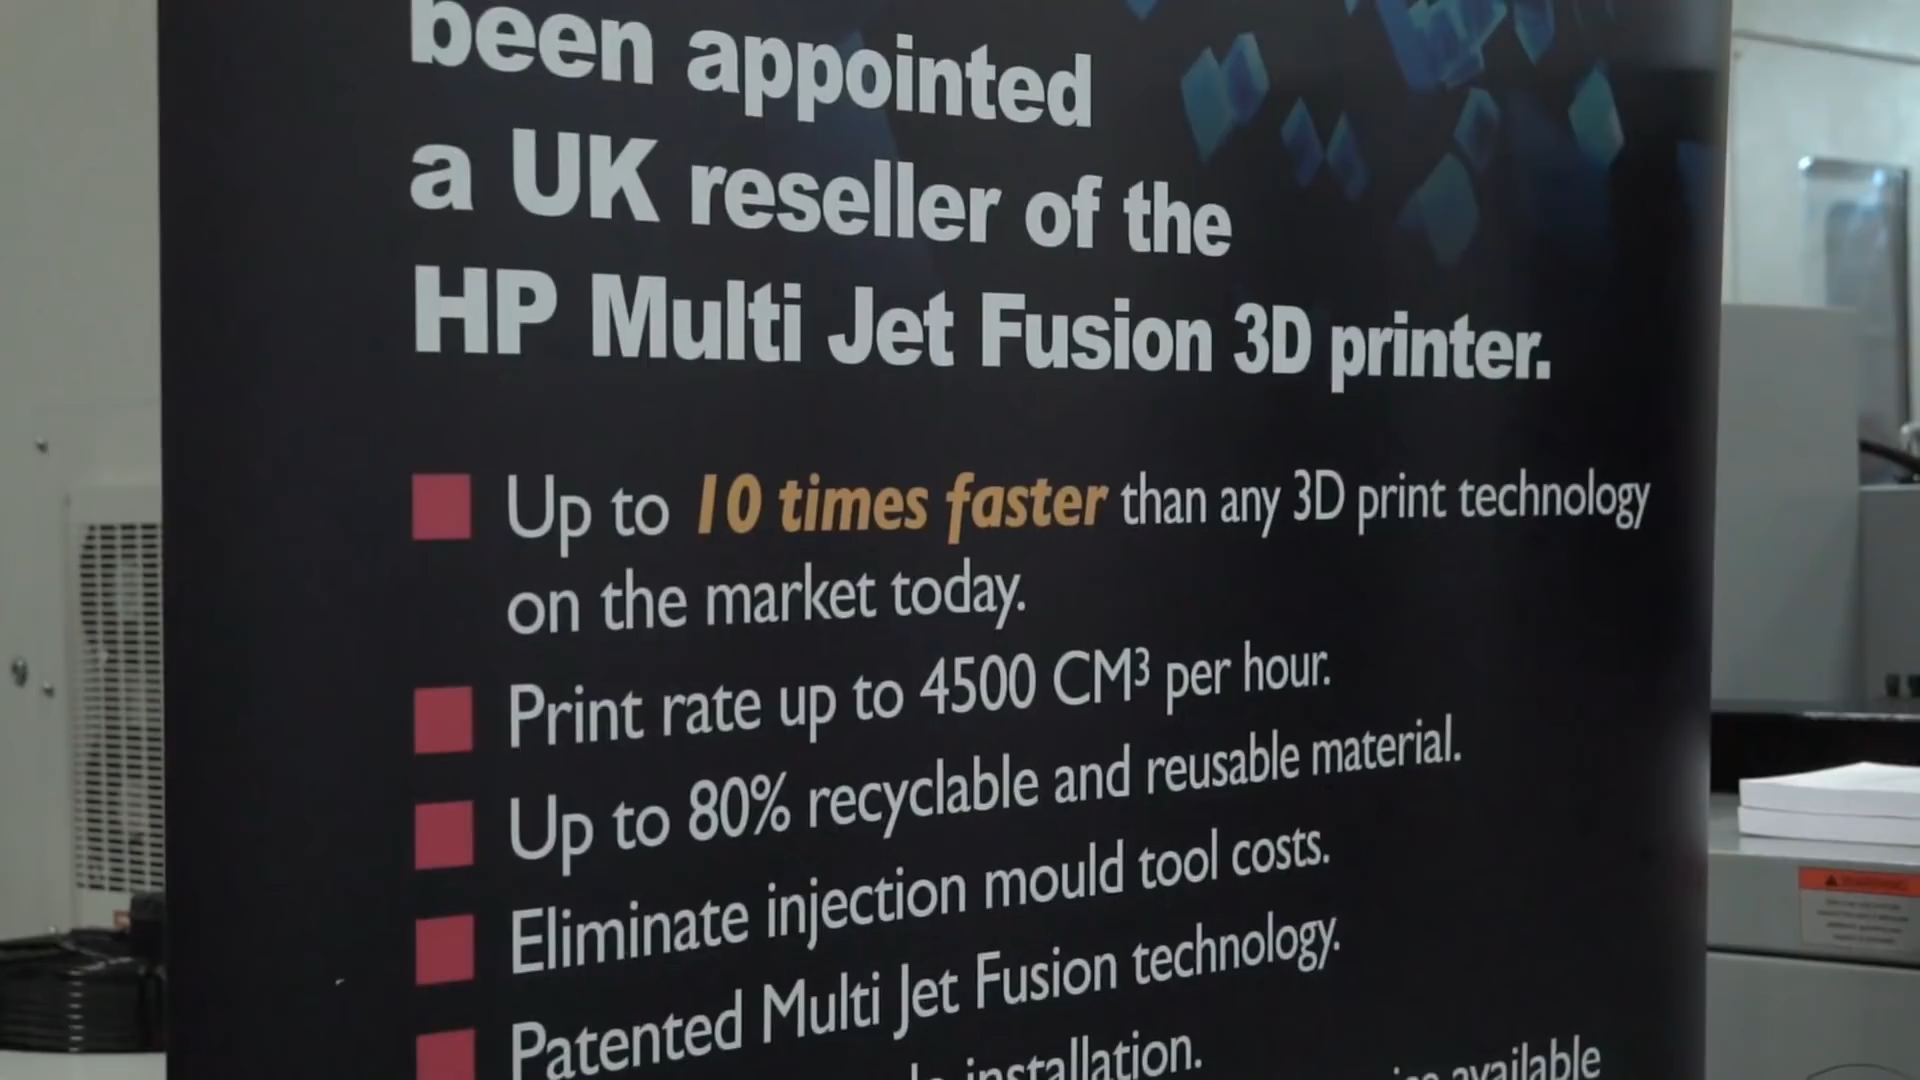 been appointed
a UK reseller of the
HP Multi Jet Fusion 3D printer.
Up to 10 times faster than any 3D print technology
on the market today.
Print rate up to 4500 CM³ per hour.
Up to 80% recyclable and reusable material.
Eliminate injection mould tool costs.
Patented Multi Jet Fusion technology.
installation.
available
WARNING